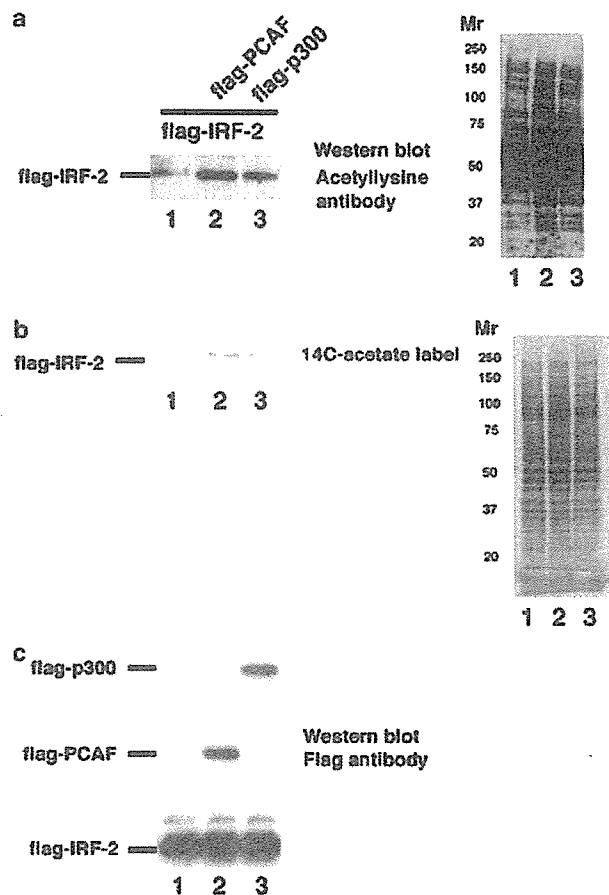 a
flag-PCAF
flag-p300
flag-IRF-2
flag-IRF-2
Western blot
Acetyllysine
antibody
1 2 3
Mr
250
150
100
75
50
37
20
1 2 3
b
flag-IRF-2
14C-acetate label
1 2 3
Mr
250
150
100
75
50
37
20
1 2 3
c
flag-p300
flag-PCAF
Western blot
Flag antibody
flag-IRF-2
1 2 3